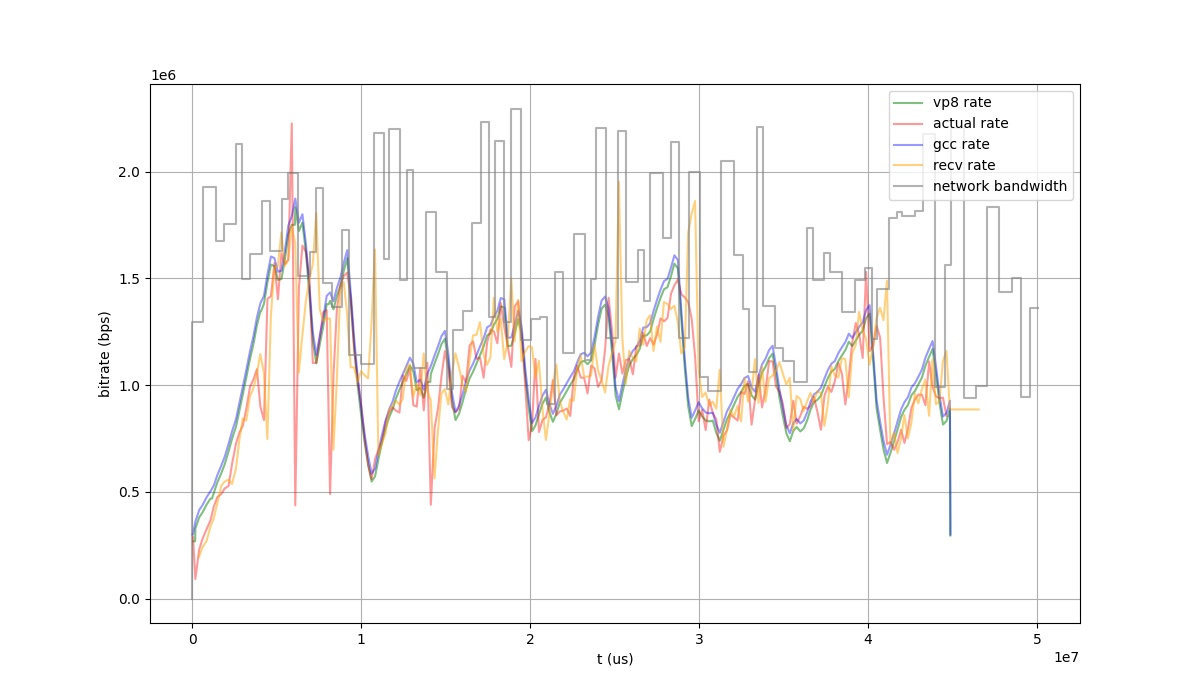 1e6
bitrate (bps)
2.0
1.5
1.0
0.5
0.0
vp8 rate
actual rate
gcc rate
recv rate
network bandwidth
0 1 2 3 4 5
t (us)
1e7